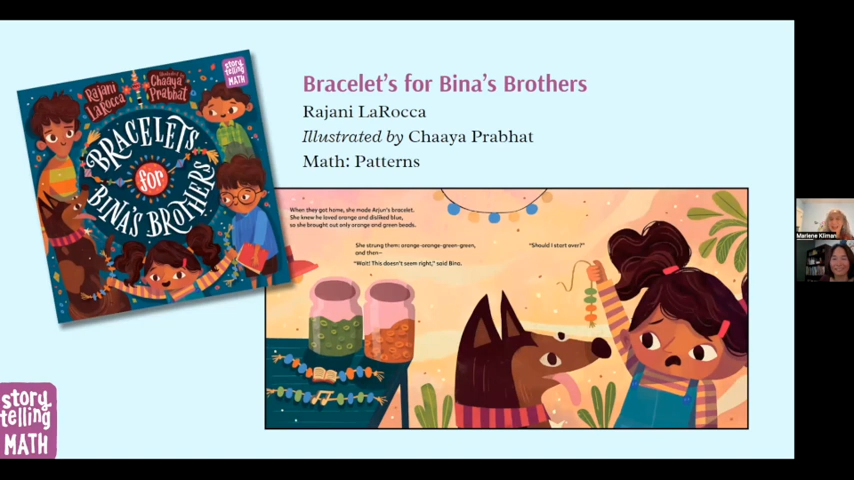 Rajani
LaRocca
Illustrated by
Chaaya
Prabhat
story
telling
MATH
BRACELETS
for
BINA'S BROTHERS
Bracelet's for Bina's Brothers
Rajani LaRocca
Illustrated by Chaaya Prabhat
Math: Patterns
When they got home, she made Arjun's bracelet.
She knew he loved orange and disliked blue,
so she brought out only orange and green beads.
She strung them: orange-orange-green-green,
and then—
"Wait! This doesn't seem right," said Bina.
"Should I start over?"
story
telling
MATH
Marlene Kliman